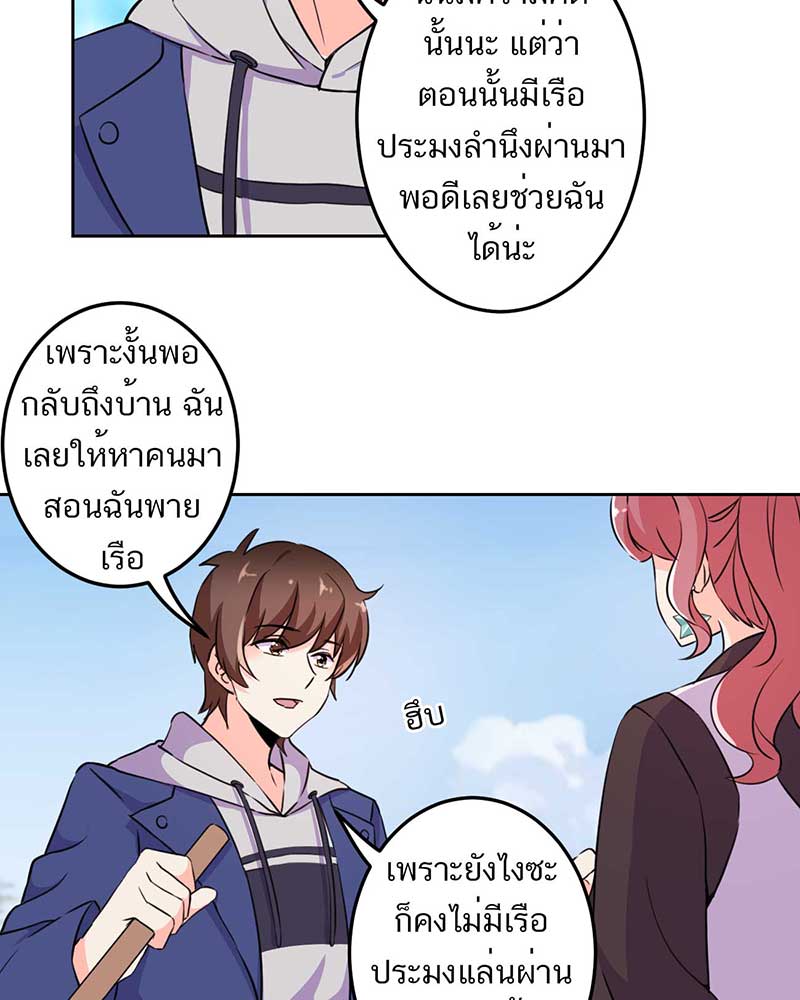 นั้นนะ แต่ว่า
ตอนนั้นมีเรือ
ประมงลำนึงผ่านมา
พอดีเลยช่วยฉัน
ได้น่ะ
เพราะงั้นพอ
กลับถึงบ้าน ฉัน
เลยให้หาคนมา
สอนฉันพาย
เรือ
ฮึบ
เพราะยังไงซะ
ก็คงไม่มีเรือ
ประมงแล่นผ่าน